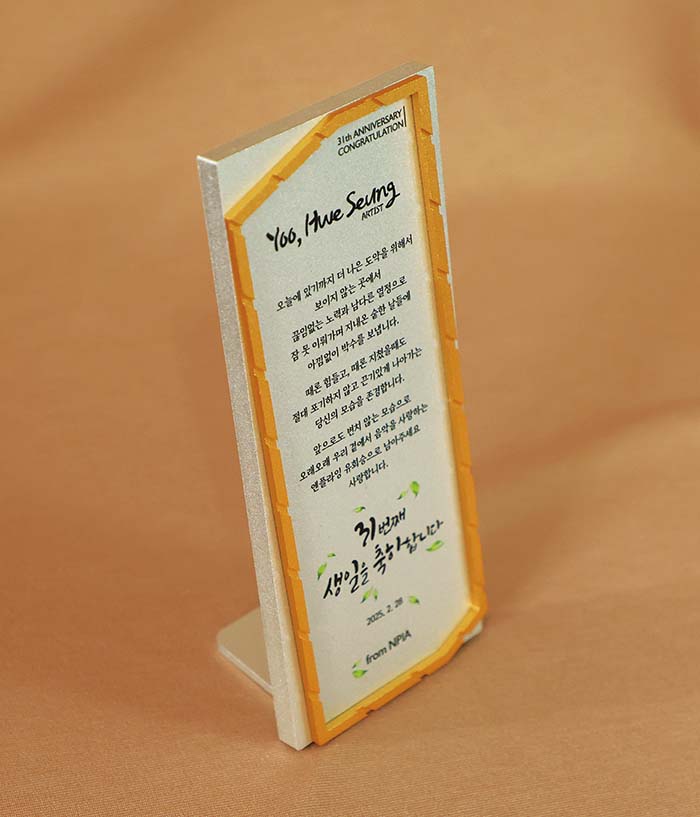 31th ANNIVERSARY
CONGRATULATION
Yoo, Hwe Seung
ARTIST
오늘에 있기까지 더 나은 도약을 위해서
보이지 않는 곳에서
끊임없는 노력과 남다른 열정으로
잠 못 이뤄가며 지내온 숱한 날들에
아낌없이 박수를 보냅니다.
때론 힘들고, 때론 지쳤을때도
절대 포기하지 않고 끈기있게 나아가는
당신의 모습을 존경합니다.
앞으로도 변치 않는 모습으로
오래오래 우리 곁에서 음악을 사랑하는
엔플라잉 유회승으로 남아주세요
사랑합니다.
31번째
생일을 축하합니다
2025. 2. 28
from NPIA